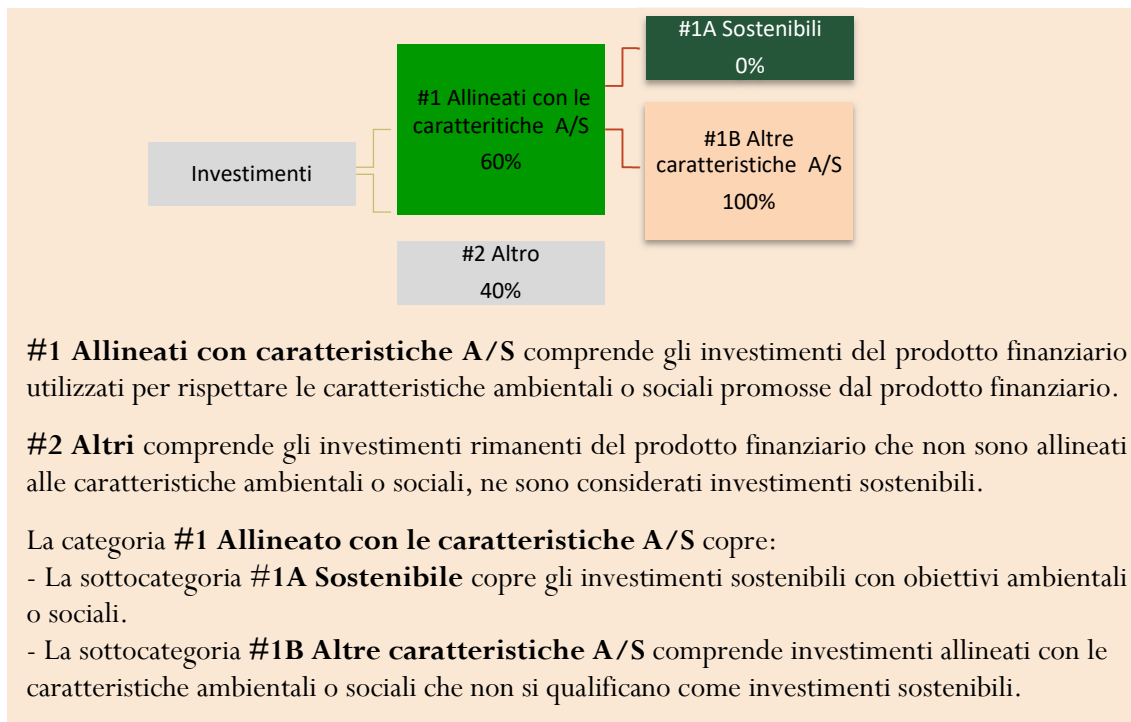 #1A Sostenibili
0%
#1 Allineati con le
caratteritiche A/S
60%
#1B Altre
caratteristiche A/S
100%
Investimenti
#2 Altro
40%
#1 Allineati con caratteristiche A/S comprende gli investimenti del prodotto finanziario
utilizzati per rispettare le caratteristiche ambientali o sociali promosse dal prodotto finanziario.
#2 Altri comprende gli investimenti rimanenti del prodotto finanziario che non sono allineati
alle caratteristiche ambientali o sociali, ne sono considerati investimenti sostenibili.
La categoria #1 Allineato con le caratteristiche A/S copre:
- La sottocategoria #1A Sostenibile copre gli investimenti sostenibili con obiettivi ambientali
o sociali.
- La sottocategoria #1B Altre caratteristiche A/S comprende investimenti allineati con le
caratteristiche ambientali o sociali che non si qualificano come investimenti sostenibili.